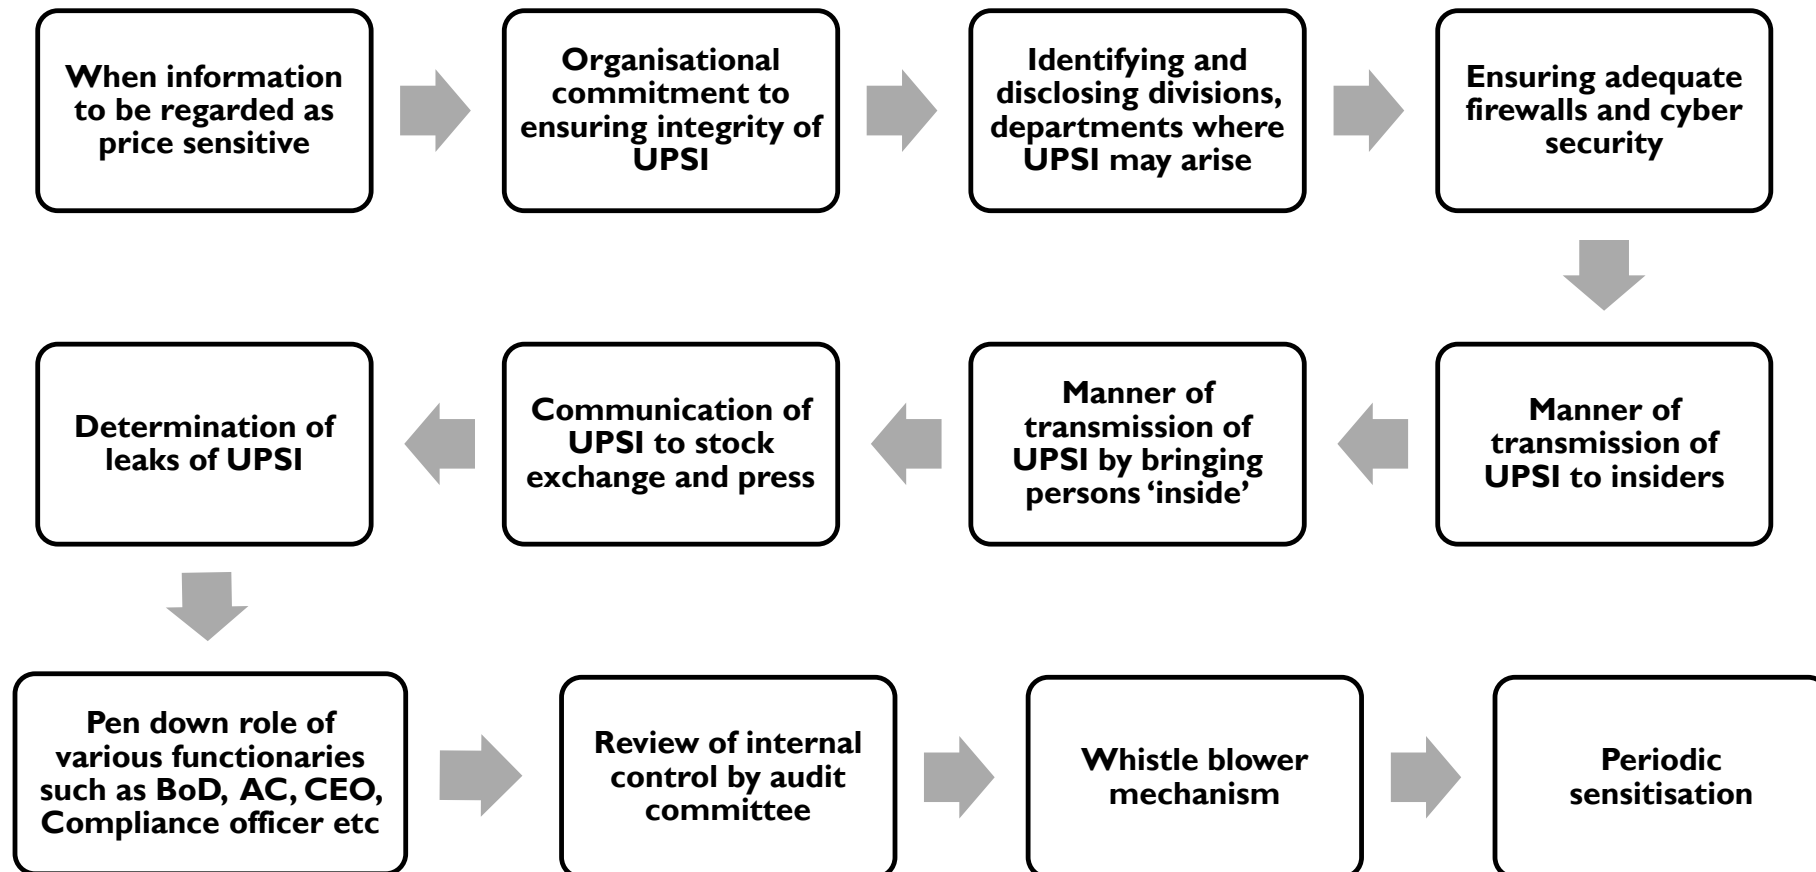 When information
to be regarded as
price sensitive
Organisational
commitment to
ensuring integrity of
UPSI
Identifying and
disclosing divisions,
departments where
UPSI may arise
Ensuring adequate
firewalls and cyber
security
Manner of
transmission of
UPSI to insiders
Manner of
transmission of
UPSI by bringing
persons ‘inside’
Communication of
UPSI to stock
exchange and press
Determination of
leaks of UPSI
Pen down role of
various functionaries
such as BoD, AC, CEO,
Compliance officer etc
Review of internal
control by audit
committee
Whistle blower
mechanism
Periodic
sensitisation